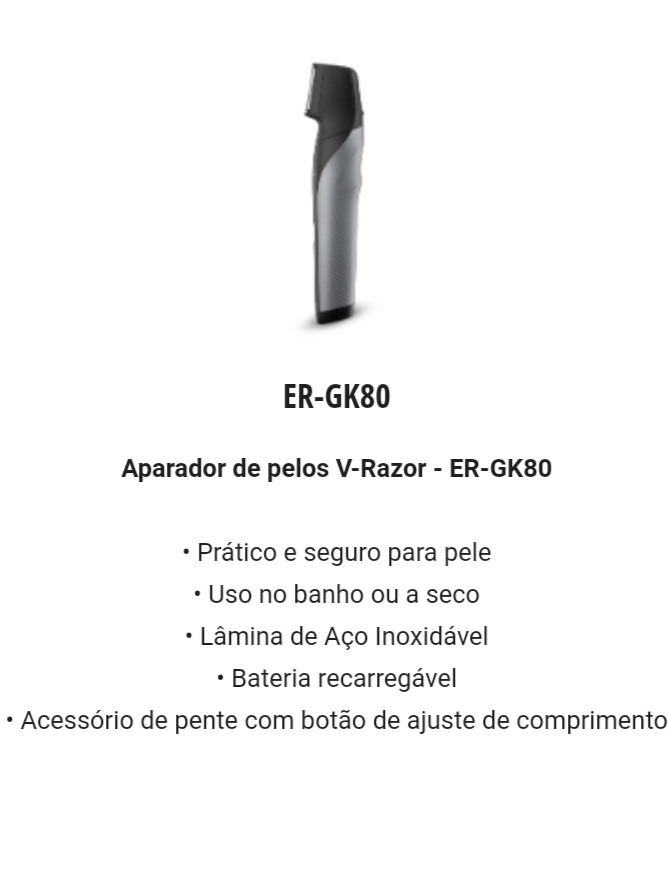 ER-GK80
Aparador de pelos V-Razor - ER-GK80
• Prático e seguro para pele
• Uso no banho ou a seco
• Lâmina de Aço Inoxidável
• Bateria recarregável
• Acessório de pente com botão de ajuste de comprimento